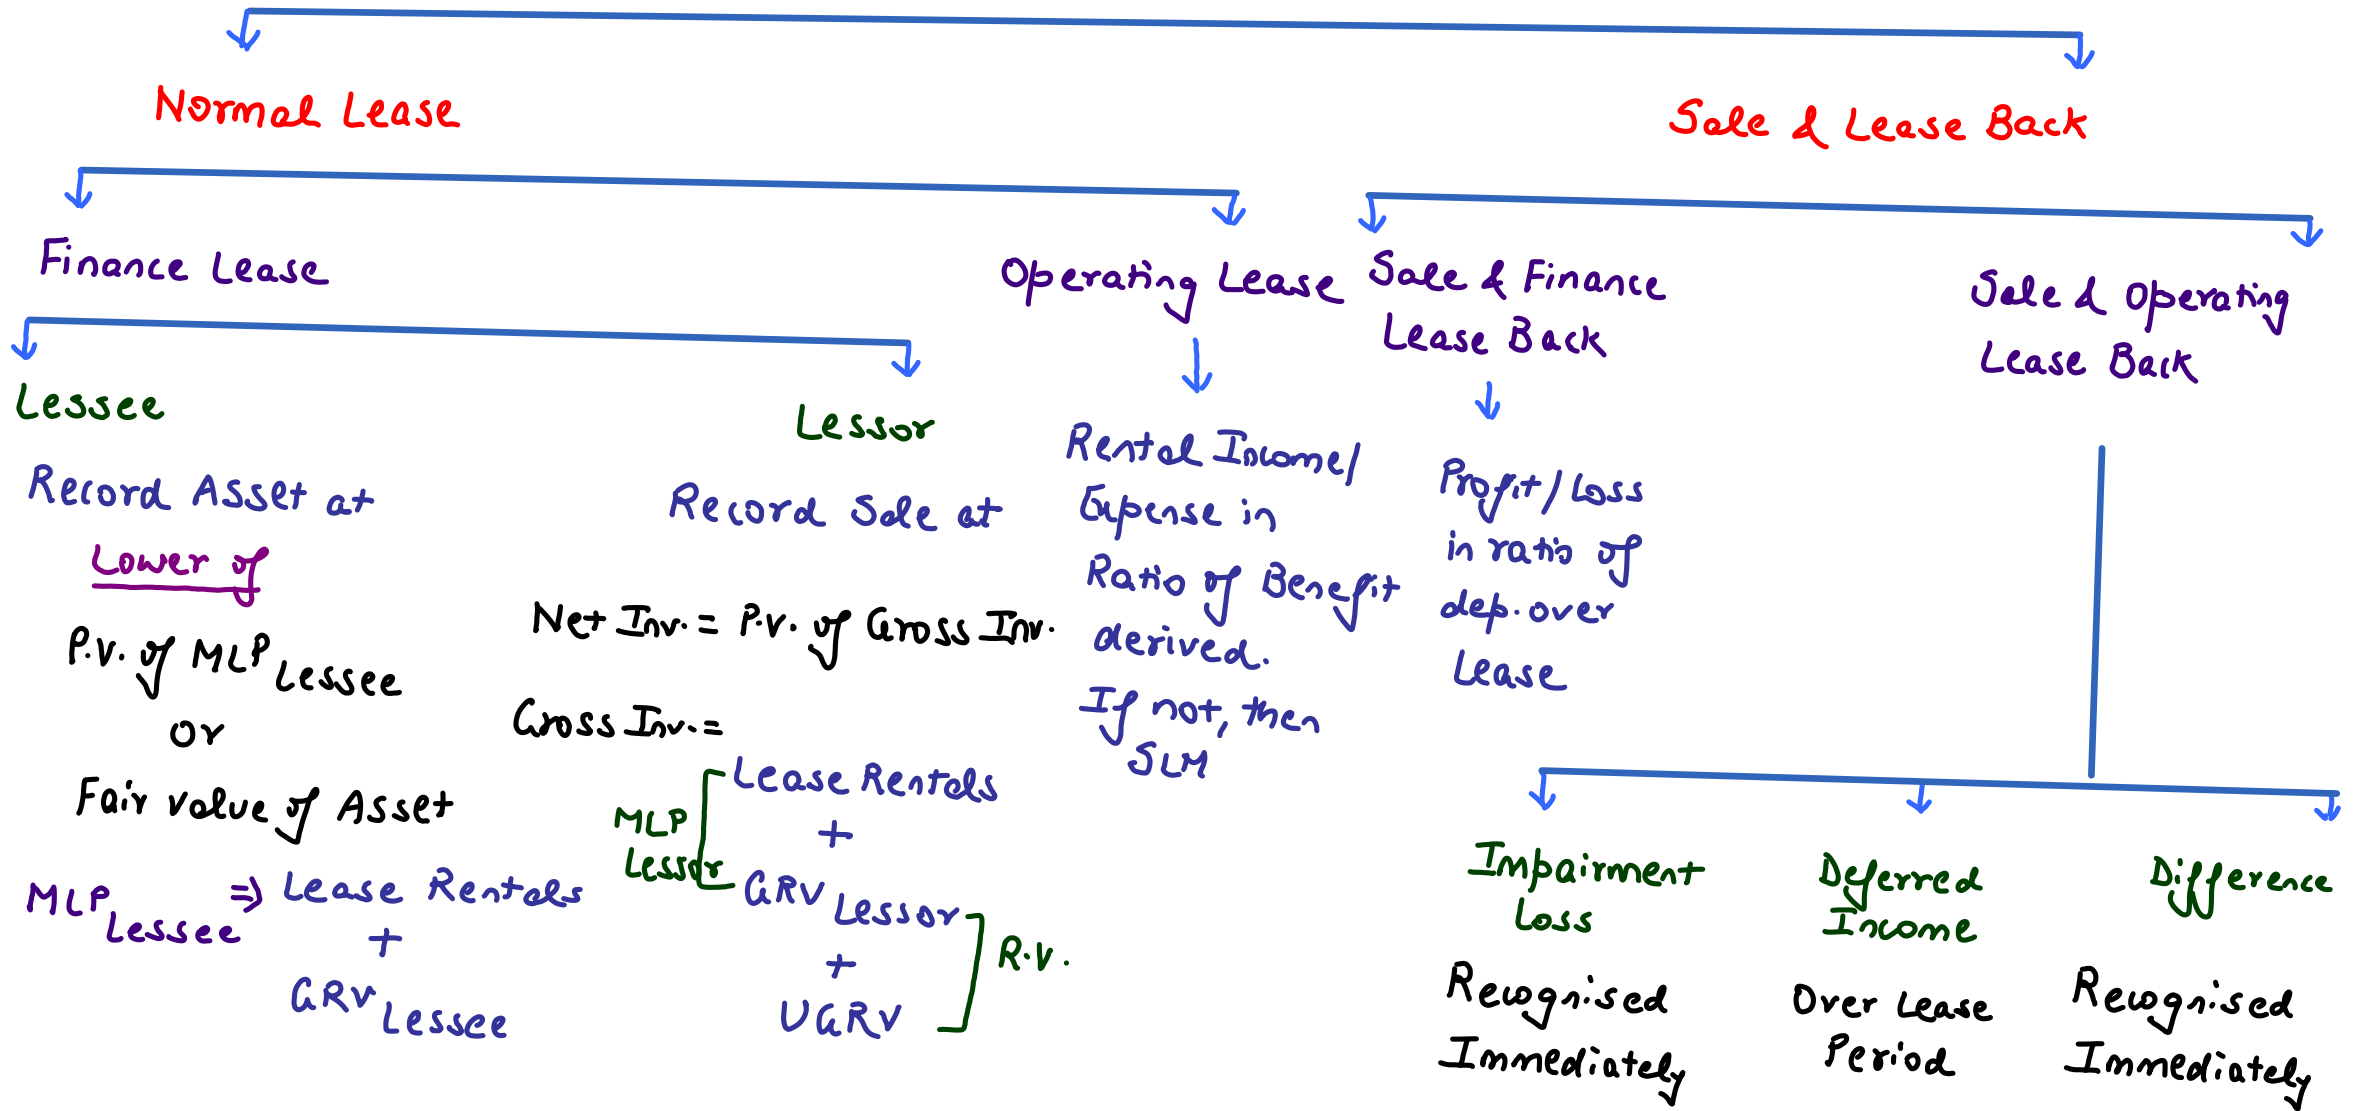 Normal Lease
Sale & Lease Back
Finance Lease
Operating Lease
Sale & Finance
Lease Back
Sale & Operating
Lease Back
Lessee
Record Asset at
Lower of
P.V. of MLP Lessee
or
Fair value of Asset
MLP Lessee ⇒ Lease Rentals
+
GRV Lessee
Lessor
Record Sale at
Net Inv. = P.V. of Gross Inv.
Gross Inv. =
Lease Rentals
+
GRV Lessor
+
UGRV
MLP
Lessor
R.V.
Rental Income/
Expense in
Ratio of Benefit
derived.
If not, then
SLM
Profit/Loss
in ratio of
dep. over
Lease
Impairment
Loss
Recognised
Immediately
Deferred
Income
Over Lease
Period
Difference
Recognised
Immediately